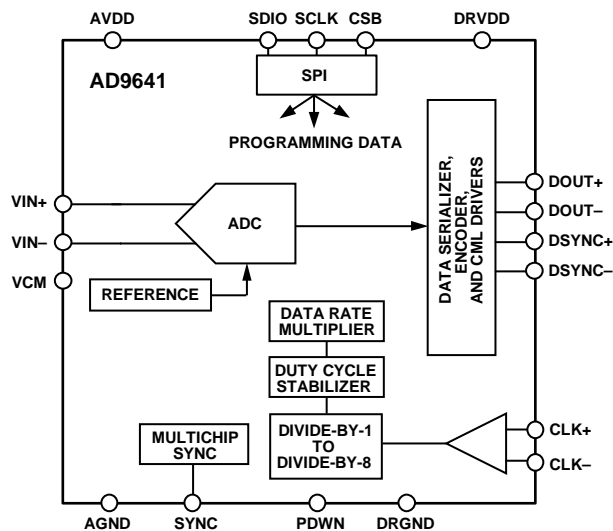 AVDD
SDIO SCLK CSB
DRVDD
AD9641
SPI
PROGRAMMING DATA
VIN+
VIN–
VCM
ADC
REFERENCE
DATA SERIALIZER,
ENCODER,
AND CML DRIVERS
DOUT+
DOUT–
DSYNC+
DSYNC–
DATA RATE
MULTIPLIER
DUTY CYCLE
STABILIZER
DIVIDE-BY-1
TO
DIVIDE-BY-8
MULTICHIP
SYNC
CLK+
CLK–
AGND
SYNC
PDWN
DRGND